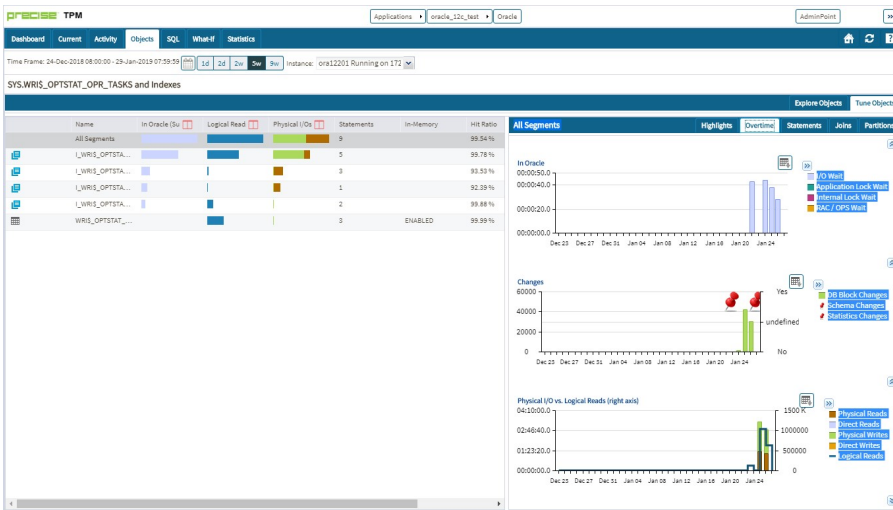 precise TPM
Applications oracle_12c_test Oracle
AdminPoint
Dashboard Current Activity Objects SQL What-If Statistics
Time Frame: 24-Dec-2018 08:00:00 - 29-Jan-2019 07:59:59 1d 2d 2w 5w 9w Instance: ora12201 Running on 172
SYS.WRI$_OPTSTAT_OPR_TASKS and Indexes
Explore Objects Tune Objects
Name In Oracle (Su Logical Read Physical I/Os Statements In-Memory Hit Ratio
All Segments 9 99.54 %
I_WRI$_OPTSTA... 5 99.78 %
I_WRI$_OPTSTA... 3 93.53 %
I_WRI$_OPTSTA... 1 92.39 %
I_WRI$_OPTSTA... 2 99.88 %
WRI$_OPTSTAT_... 3 ENABLED 99.99 %
All Segments Highlights Overtime Statements Joins Partitions
In Oracle
00:00:50.0
00:00:40.0
00:00:20.0
00:00:00.0
Dec 23 Dec 27 Dec 31 Jan 04 Jan 08 Jan 12 Jan 16 Jan 20 Jan 24
I/O Wait
Application Lock Wait
Internal Lock Wait
RAC / OPS Wait
Changes
60000
40000
20000
0
Yes
undefined
No
Dec 23 Dec 27 Dec 31 Jan 04 Jan 08 Jan 12 Jan 16 Jan 20 Jan 24
DB Block Changes
Schema Changes
Statistics Changes
Physical I/O vs. Logical Reads (right axis)
04:10:00.0
02:46:40.0
01:23:20.0
00:00:00.0
1500 K
1000000
500000
0
Dec 23 Dec 27 Dec 31 Jan 04 Jan 08 Jan 12 Jan 16 Jan 20 Jan 24
Physical Reads
Direct Reads
Physical Writes
Direct Writes
Logical Reads